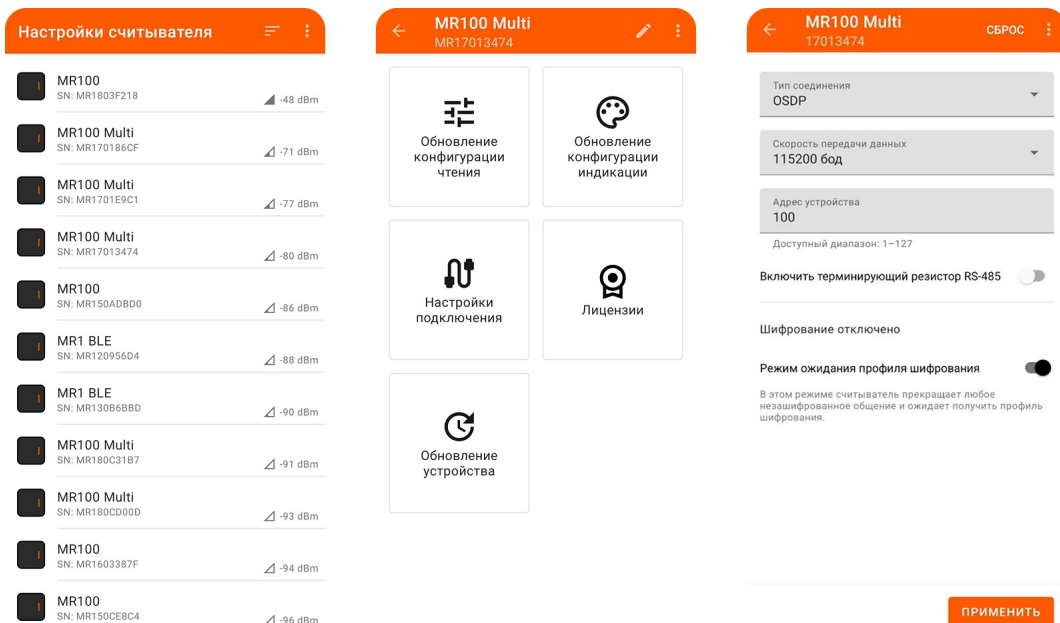 Настройки считывателя
MR100
SN: MR1803F218
-48 dBm
MR100 Multi
SN: MR170186CF
-71 dBm
MR100 Multi
SN: MR1701E9C1
-77 dBm
MR100 Multi
SN: MR17013474
-80 dBm
MR100
SN: MR150ADBD0
-86 dBm
MR1 BLE
SN: MR120956D4
-88 dBm
MR1 BLE
SN: MR130B6BBD
-90 dBm
MR100 Multi
SN: MR180C31B7
-91 dBm
MR100 Multi
SN: MR180CD00D
-93 dBm
MR100
SN: MR1603387F
-94 dBm
MR100
SN: MR150CE8C4
-96 dBm
MR100 Multi
MR17013474
Обновление
конфигурации
чтения
Обновление
конфигурации
индикации
Настройки
подключения
Лицензии
Обновление
устройства
MR100 Multi
17013474
СБРОС
Тип соединения
OSDP
Скорость передачи данных
115200 бод
Адрес устройства
100
Доступный диапазон: 1–127
Включить терминирующий резистор RS-485
Шифрование отключено
Режим ожидания профиля шифрования
В этом режиме считыватель прекращает любое
незашифрованное общение и ожидает получить профиль
шифрования.
ПРИМЕНИТЬ